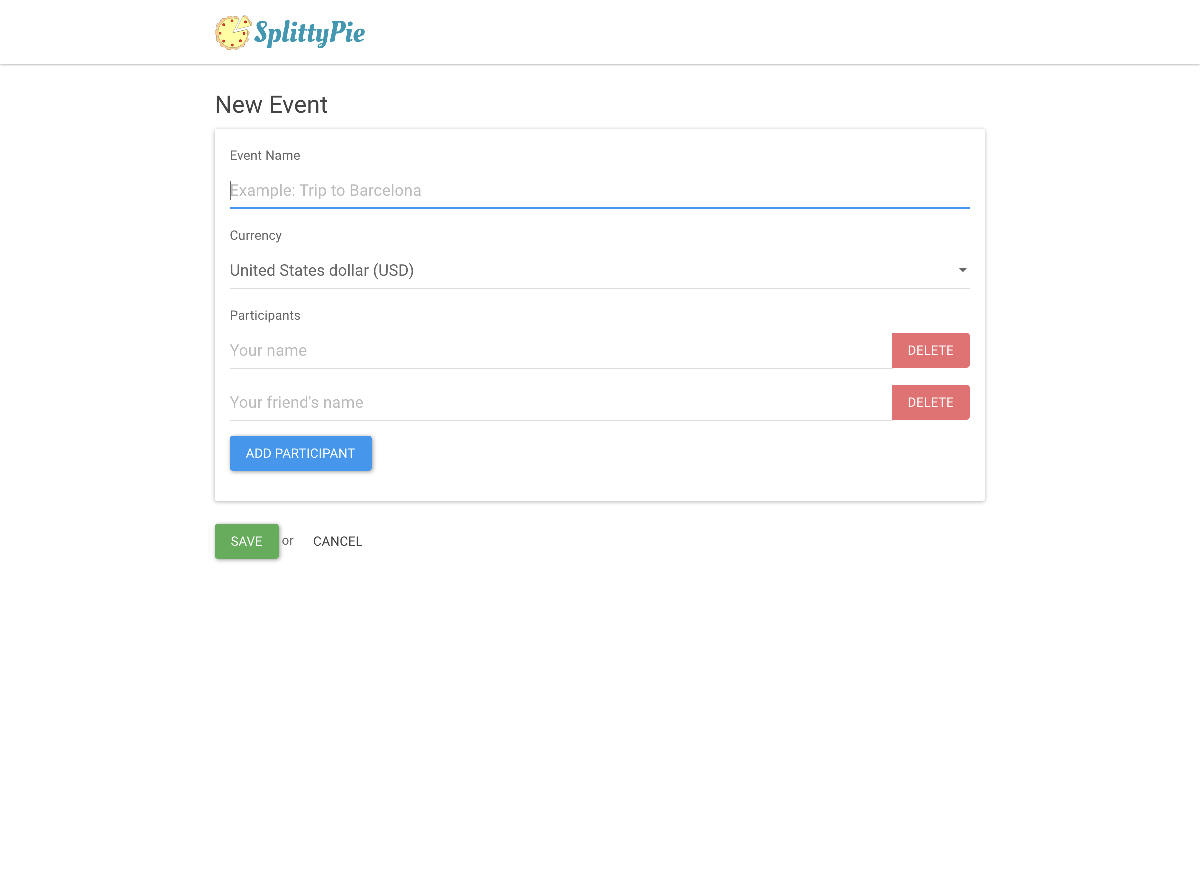 SplittyPie
New Event
Event Name
Example: Trip to Barcelona
Currency
United States dollar (USD)
Participants
Your name
DELETE
Your friend's name
DELETE
ADD PARTICIPANT
SAVE or CANCEL